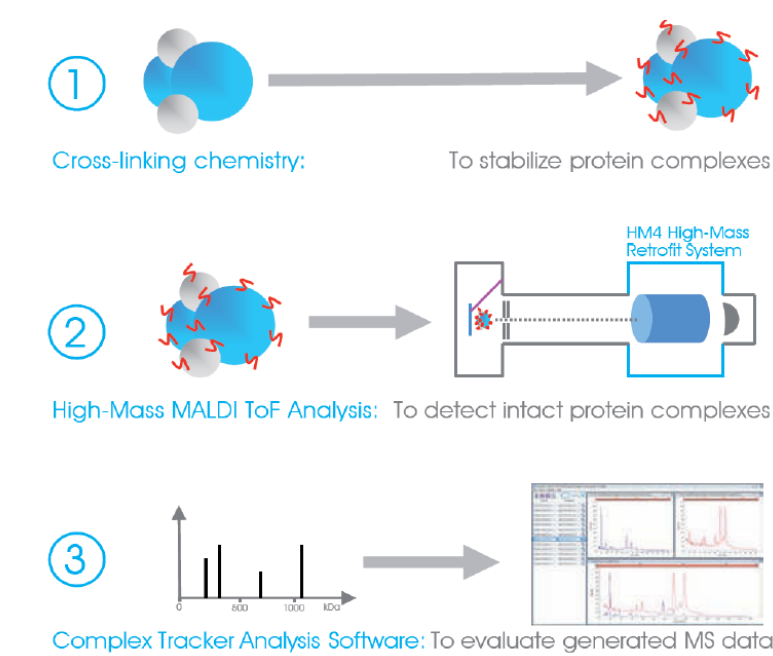 1
Cross-linking chemistry: To stabilize protein complexes
HM4 High-Mass
Retrofit System
2
High-Mass MALDI ToF Analysis: To detect intact protein complexes
3
0 500 1000 kDa
Complex Tracker Analysis Software: To evaluate generated MS data